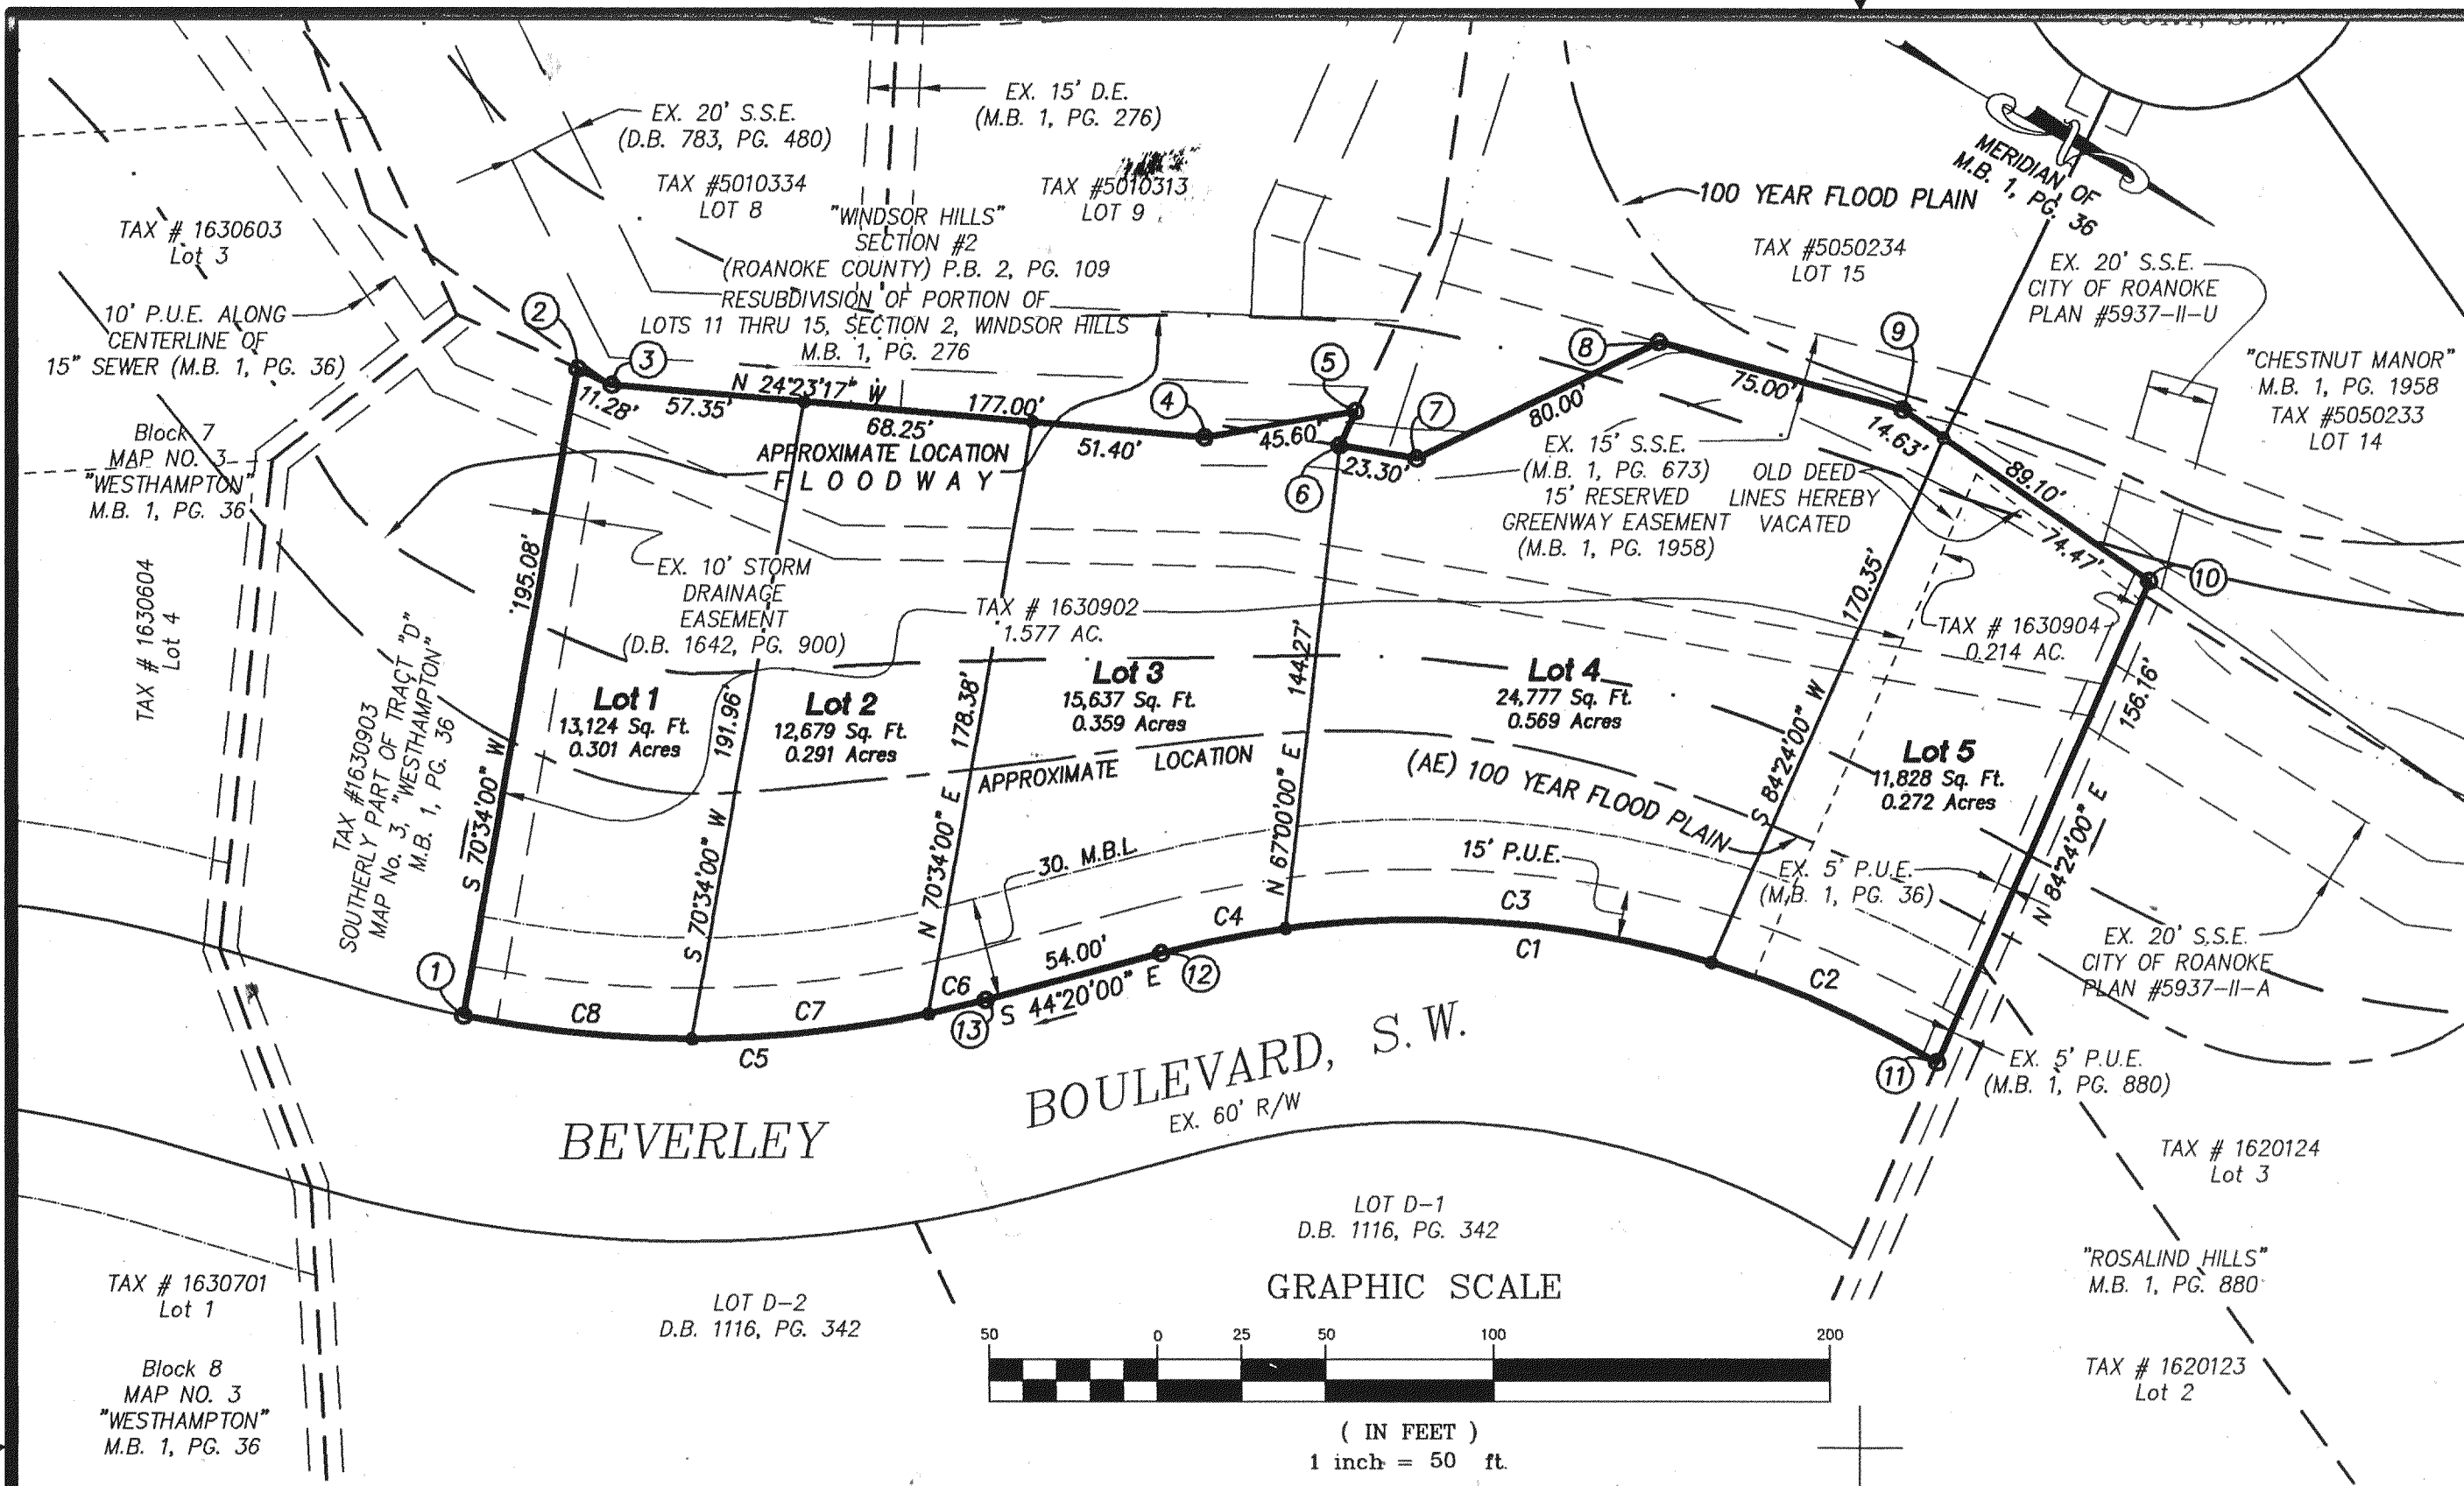 EX. 20' S.S.E.
(D.B. 783, PG. 480)
EX. 15' D.E.
(M.B. 1, PG. 276)
TAX #5010334
LOT 8
TAX #5010313
LOT 9
"WINDSOR HILLS"
SECTION #2
(ROANOKE COUNTY) P.B. 2, PG. 109
RESUBDIVISION OF PORTION OF
LOTS 11 THRU 15, SECTION 2, WINDSOR HILLS
M.B. 1, PG. 276
100 YEAR FLOOD PLAIN
MERIDIAN OF
M.B. 1, PG. 36
TAX #5050234
LOT 15
EX. 20' S.S.E.
CITY OF ROANOKE
PLAN #5937-II-U
"CHESTNUT MANOR"
M.B. 1, PG. 1958
TAX #5050233
LOT 14
TAX # 1630603
Lot 3
10' P.U.E. ALONG
CENTERLINE OF
15" SEWER (M.B. 1, PG. 36)
Block 7
MAP NO. 3
"WESTHAMPTON"
M.B. 1, PG. 36
TAX # 1630604
Lot 4
2
3
4
5
6
7
8
9
10
11.28'
57.35'
N 24°23'17" W
68.25'
177.00'
51.40'
45.60'
23.30'
80.00'
75.00'
14.63'
89.10'
74.47'
APPROXIMATE LOCATION
FLOODWAY
EX. 15' S.S.E.
(M.B. 1, PG. 673)
15' RESERVED
GREENWAY EASEMENT
(M.B. 1, PG. 1958)
OLD DEED
LINES HEREBY
VACATED
EX. 10' STORM
DRAINAGE
EASEMENT
(D.B. 1642, PG. 900)
TAX # 1630902
1.577 AC.
TAX # 1630904
0.214 AC.
TAX #1630903
SOUTHERLY PART OF TRACT "D"
MAP No. 3, "WESTHAMPTON"
M.B. 1, PG. 36
195.08'
S 70°34'00" W
Lot 1
13,124 Sq. Ft.
0.301 Acres
191.96'
S 70°34'00" W
Lot 2
12,679 Sq. Ft.
0.291 Acres
178.38'
N 70°34'00" E
Lot 3
15,637 Sq. Ft.
0.359 Acres
144.27'
N 67°00'00" E
Lot 4
24,777 Sq. Ft.
0.569 Acres
170.35'
S 84°24'00" W
Lot 5
11,828 Sq. Ft.
0.272 Acres
156.16'
N 84°24'00" E
APPROXIMATE LOCATION
(AE) 100 YEAR FLOOD PLAIN
30. M.B.L.
15' P.U.E.
EX. 5' P.U.E.
(M.B. 1, PG. 36)
EX. 20' S.S.E.
CITY OF ROANOKE
PLAN #5937-II-A
EX. 5' P.U.E.
(M.B. 1, PG. 880)
1
C8
C5
C7
C6
13
54.00'
S 44°20'00" E
12
C4
C3
C1
C2
11
BEVERLEY
BOULEVARD, S.W.
EX. 60' R/W
TAX # 1620124
Lot 3
"ROSALIND HILLS"
M.B. 1, PG. 880
TAX # 1620123
Lot 2
TAX # 1630701
Lot 1
Block 8
MAP NO. 3
"WESTHAMPTON"
M.B. 1, PG. 36
LOT D-2
D.B. 1116, PG. 342
LOT D-1
D.B. 1116, PG. 342
GRAPHIC SCALE
50 0 25 50 100 200
( IN FEET )
1 inch = 50 ft.